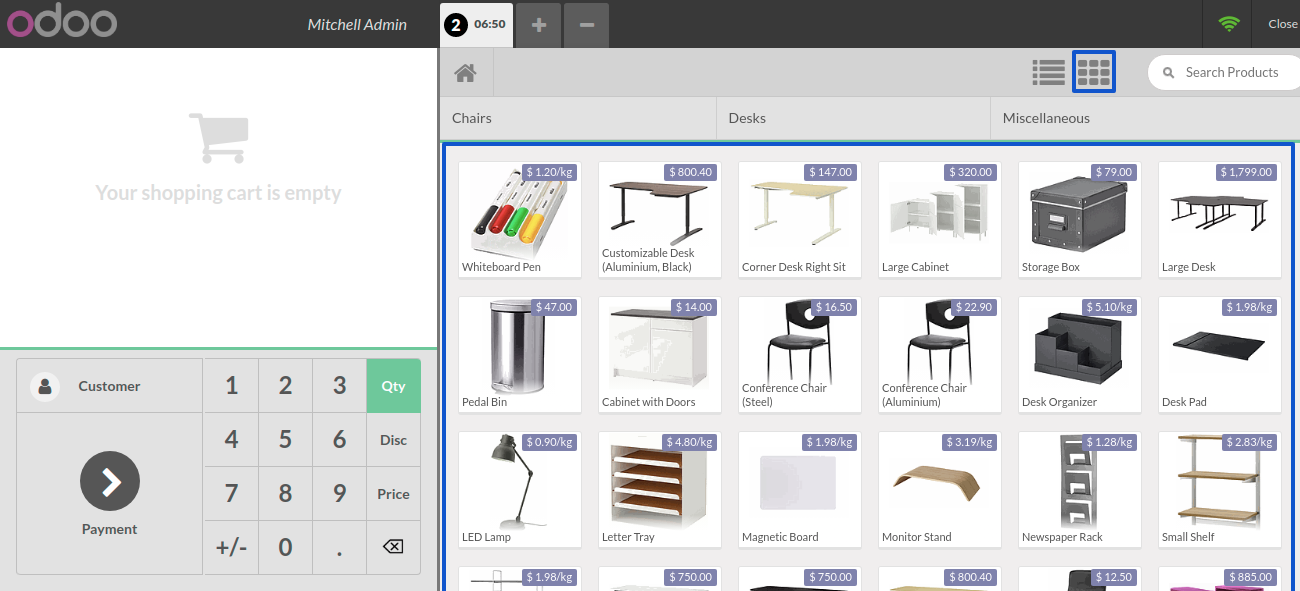 odoo
Mitchell Admin
2 06:50
Close
Search Products
Chairs
Desks
Miscellaneous
Your shopping cart is empty
$ 1.20/kg
Whiteboard Pen
$ 800.40
Customizable Desk
(Aluminium, Black)
$ 147.00
Corner Desk Right Sit
$ 320.00
Large Cabinet
$ 79.00
Storage Box
$ 1,799.00
Large Desk
$ 47.00
Pedal Bin
$ 14.00
Cabinet with Doors
$ 16.50
Conference Chair
(Steel)
$ 22.90
Conference Chair
(Aluminium)
$ 5.10/kg
Desk Organizer
$ 1.98/kg
Desk Pad
$ 0.90/kg
LED Lamp
$ 4.80/kg
Letter Tray
$ 1.98/kg
Magnetic Board
$ 3.19/kg
Monitor Stand
$ 1.28/kg
Newspaper Rack
$ 2.83/kg
Small Shelf
$ 1.98/kg
$ 750.00
$ 750.00
$ 800.40
$ 12.50
$ 885.00
Customer
1 2 3 Qty
4 5 6 Disc
7 8 9 Price
+/- 0 .
Payment